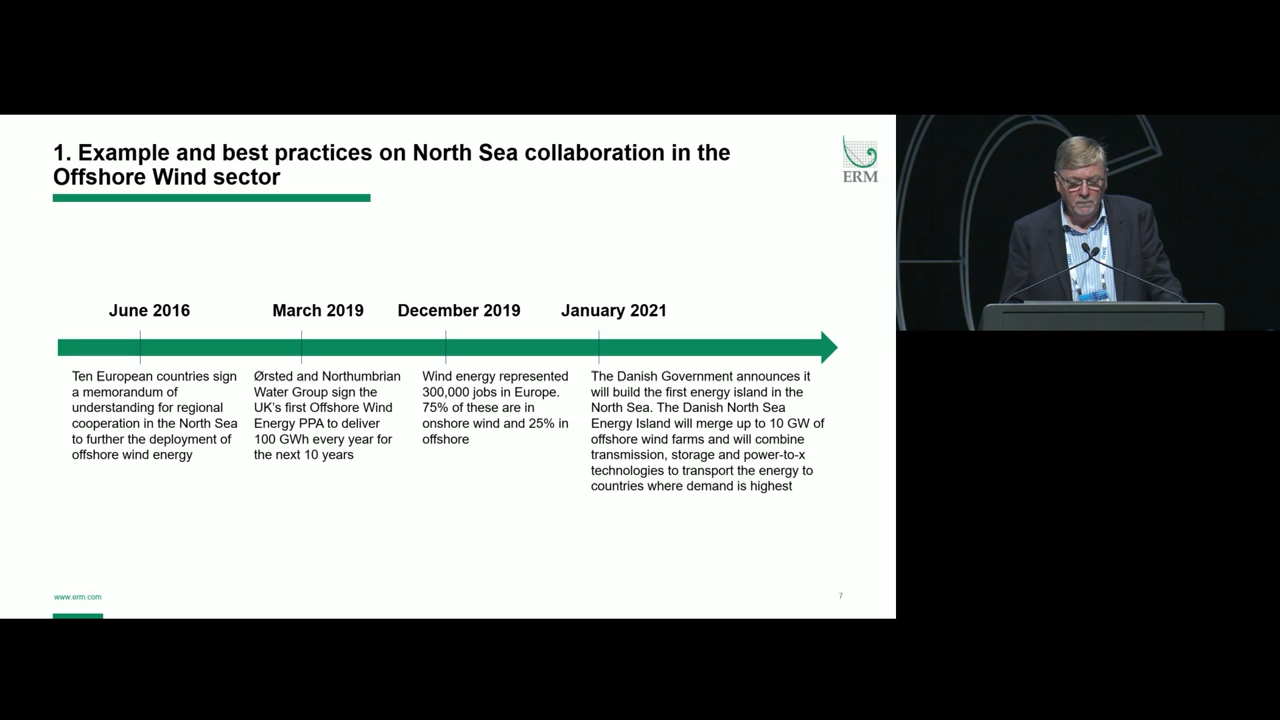 1. Example and best practices on North Sea collaboration in the
Offshore Wind sector
ERM
June 2016
March 2019
December 2019
January 2021
Ten European countries sign
a memorandum of
understanding for regional
cooperation in the North Sea
to further the deployment of
offshore wind energy
Ørsted and Northumbrian
Water Group sign the
UK's first Offshore Wind
Energy PPA to deliver
100 GWh every year for
the next 10 years
Wind energy represented
300,000 jobs in Europe.
75% of these are in
onshore wind and 25% in
offshore
The Danish Government announces it
will build the first energy island in the
North Sea. The Danish North Sea
Energy Island will merge up to 10 GW of
offshore wind farms and will combine
transmission, storage and power-to-x
technologies to transport the energy to
countries where demand is highest
www.erm.com
7